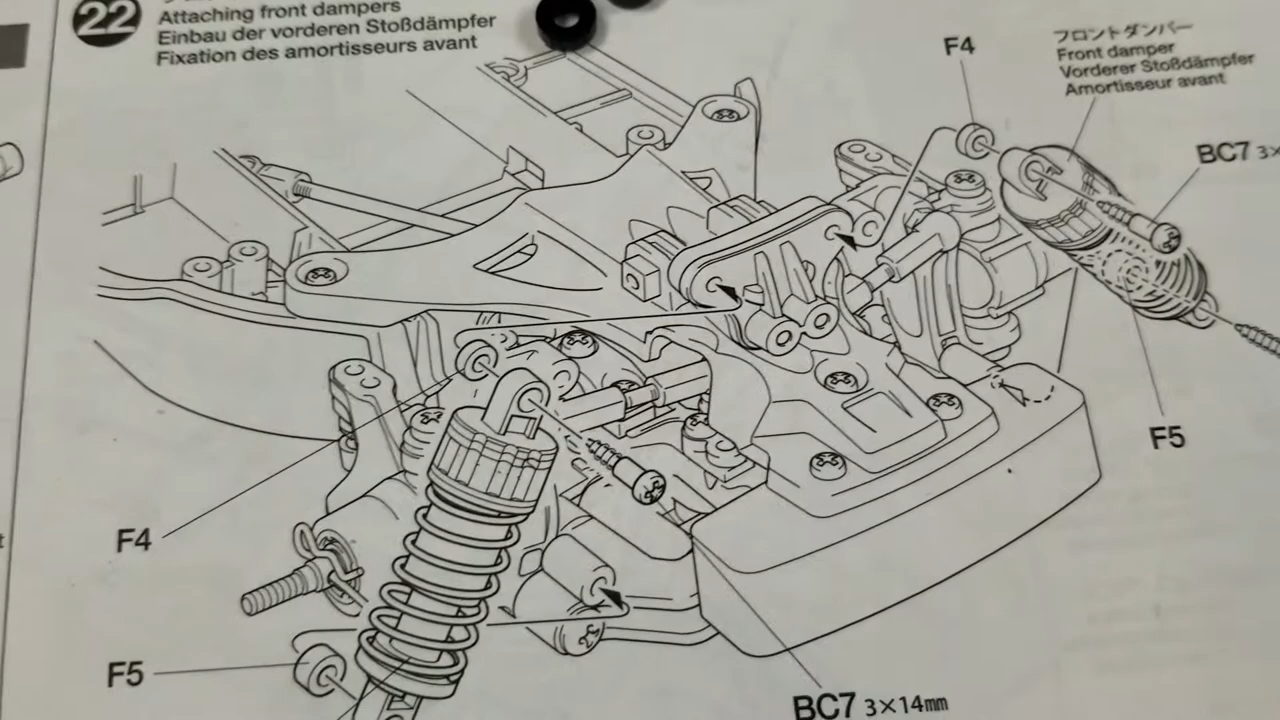 22
Attaching front dampers
Einbau der vorderen Stoßdämpfer
Fixation des amortisseurs avant
F4
フロントダンパー
Front damper
Vorderer Stoßdämpfer
Amortisseur avant
BC7 3×
F5
F4
F5
BC7 3×14mm